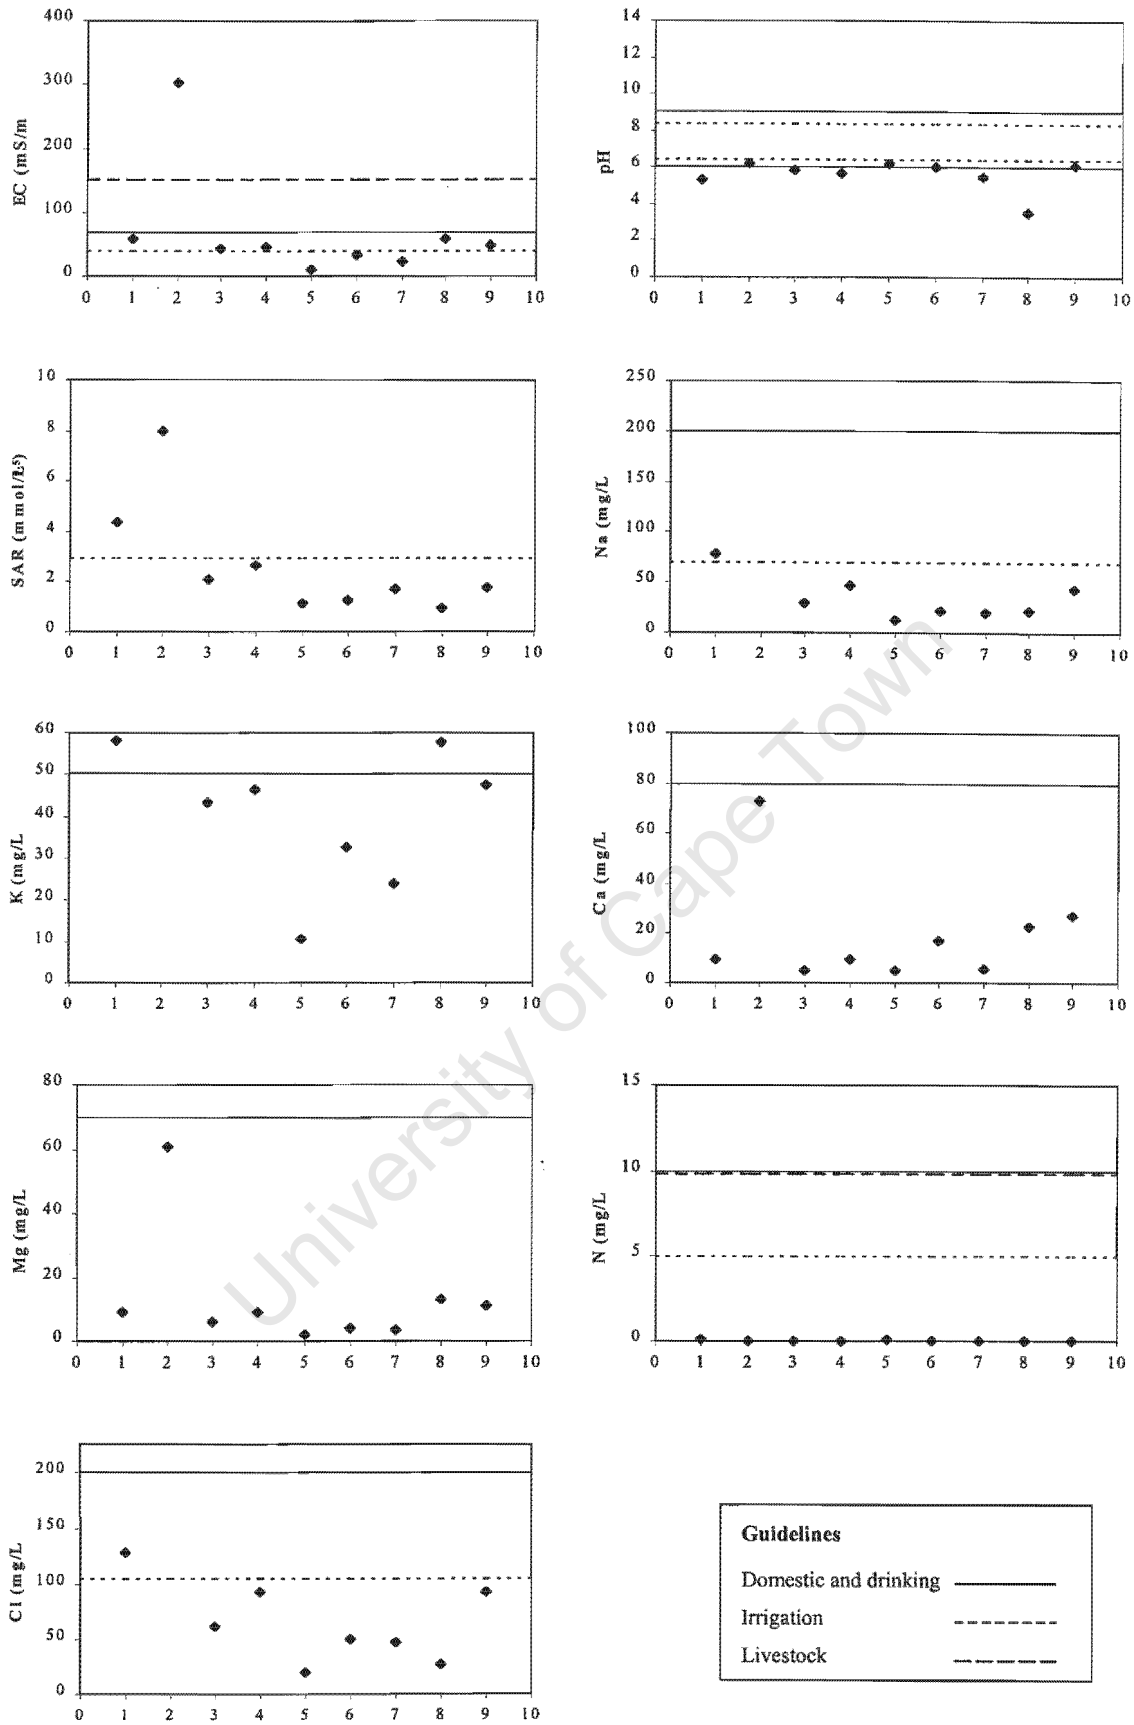 EC (mS/m
400
300
200
100
0
0 1 2 3 4 5 6 7 8 9 10
pH
14
12
10
8
6
4
2
0
0 1 2 3 4 5 6 7 8 9 10
SAR (mmol/L⁵)
10
8
6
4
2
0
0 1 2 3 4 5 6 7 8 9 10
Na (mg/L
250
200
150
100
50
0
0 1 2 3 4 5 6 7 8 9 10
K (mg/L
60
50
40
30
20
10
0
0 1 2 3 4 5 6 7 8 9 10
Ca (mg/L
100
80
60
40
20
0
0 1 2 3 4 5 6 7 8 9 10
Mg (mg/L
80
60
40
20
0
0 1 2 3 4 5 6 7 8 9 10
N (mg/L
15
10
5
0
0 1 2 3 4 5 6 7 8 9 10
Cl (mg/L
200
150
100
50
0
0 1 2 3 4 5 6 7 8 9 10
Guidelines
Domestic and drinking
Irrigation
Livestock
University of Cape Town